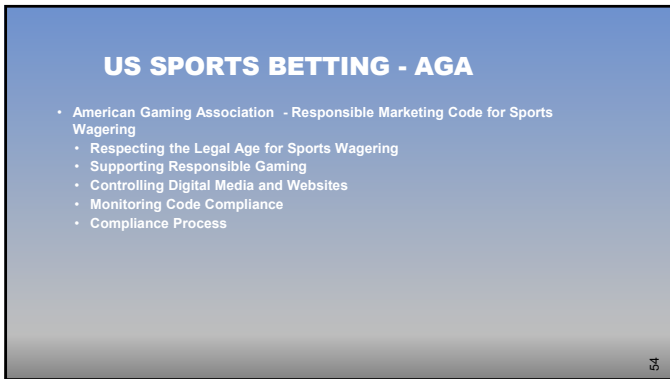 US SPORTS BETTING - AGA
• American Gaming Association - Responsible Marketing Code for Sports
Wagering
• Respecting the Legal Age for Sports Wagering
• Supporting Responsible Gaming
• Controlling Digital Media and Websites
• Monitoring Code Compliance
• Compliance Process
54